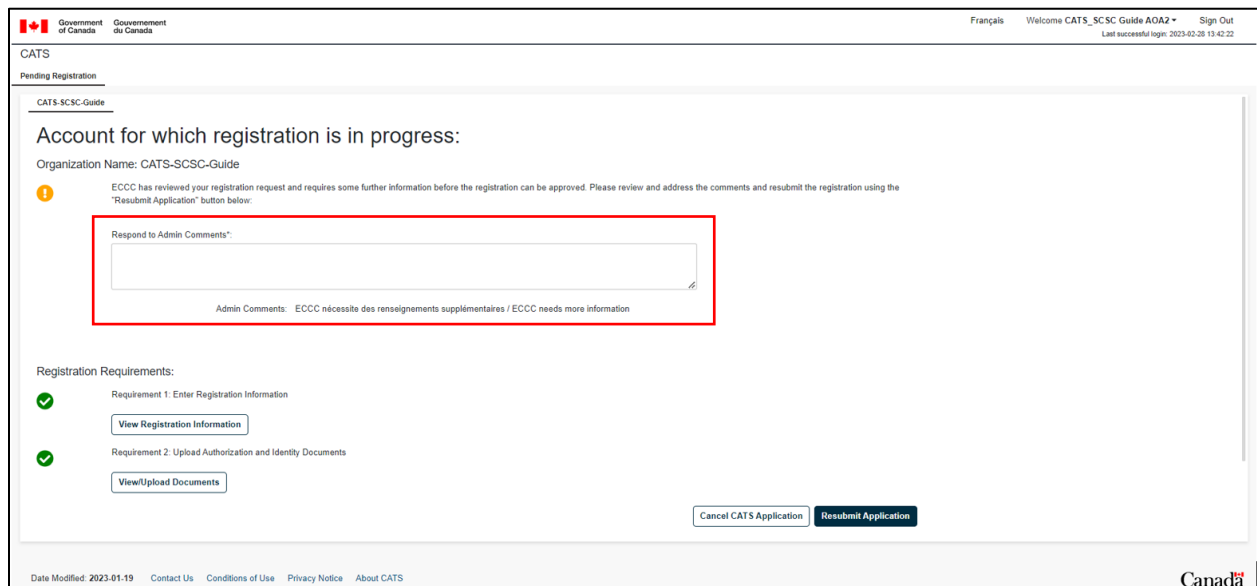 Government of Canada Gouvernement du Canada
Français Welcome CATS_SCSC Guide AOA2 Sign Out
Last successful login: 2023-02-28 13:42:22
CATS
Pending Registration
CATS-SCSC-Guide
Account for which registration is in progress:
Organization Name: CATS-SCSC-Guide
ECCC has reviewed your registration request and requires some further information before the registration can be approved. Please review and address the comments and resubmit the registration using the
"Resubmit Application" button below:
Respond to Admin Comments*:
Admin Comments: ECCC nécessite des renseignements supplémentaires / ECCC needs more information
Registration Requirements:
Requirement 1: Enter Registration Information
View Registration Information
Requirement 2: Upload Authorization and Identity Documents
View/Upload Documents
Cancel CATS Application Resubmit Application
Date Modified: 2023-01-19 Contact Us Conditions of Use Privacy Notice About CATS
Canada